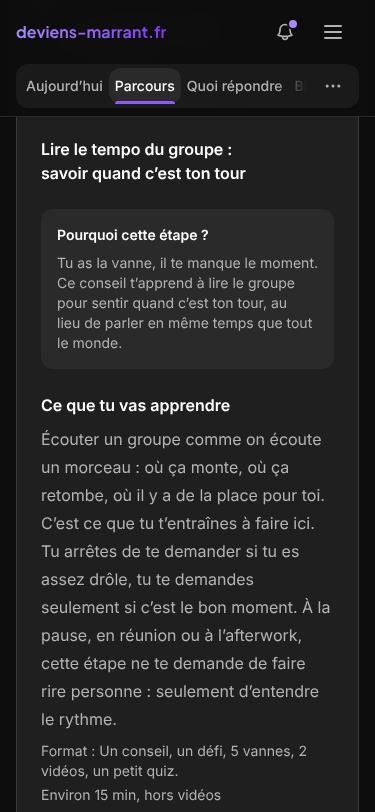 deviens-marrant.fr
Aujourd’hui Parcours Quoi répondre
Lire le tempo du groupe :
savoir quand c’est ton tour
Pourquoi cette étape ?
Tu as la vanne, il te manque le moment.
Ce conseil t’apprend à lire le groupe
pour sentir quand c’est ton tour, au
lieu de parler en même temps que tout
le monde.
Ce que tu vas apprendre
Écouter un groupe comme on écoute
un morceau : où ça monte, où ça
retombe, où il y a de la place pour toi.
C’est ce que tu t’entraînes à faire ici.
Tu arrêtes de te demander si tu es
assez drôle, tu te demandes
seulement si c’est le bon moment. À la
pause, en réunion ou à l’afterwork,
cette étape ne te demande de faire
rire personne : seulement d’entendre
le rythme.
Format : Un conseil, un défi, 5 vannes, 2
vidéos, un petit quiz.
Environ 15 min, hors vidéos